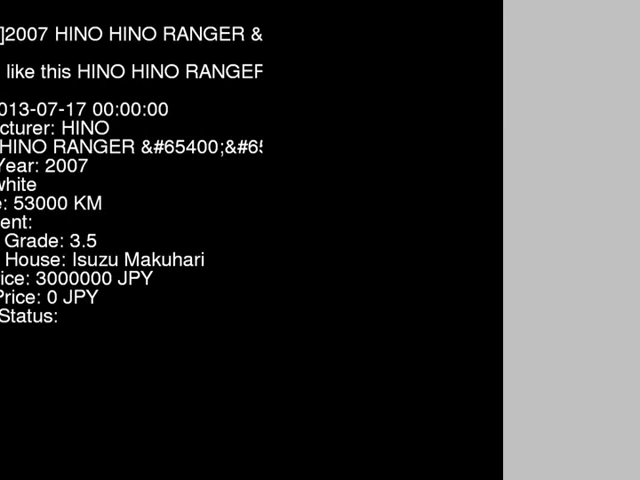 ]2007 HINO HINO RANGER &
like this HINO HINO RANGER
013-07-17 00:00:00
cturer: HINO
HINO RANGER &#65400;&#65
Year: 2007
white
e: 53000 KM
ent:
Grade: 3.5
House: Isuzu Makuhari
ice: 3000000 JPY
Price: 0 JPY
Status: